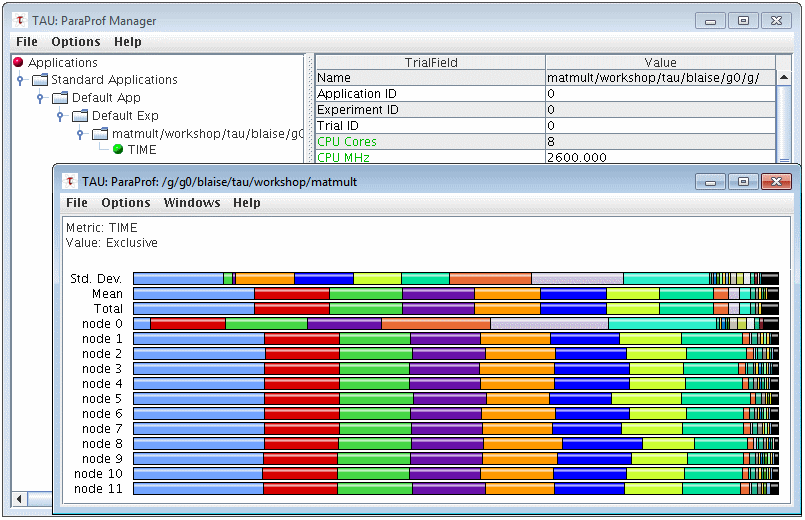 TAU: ParaProf Manager
File Options Help
Applications
Standard Applications
Default App
Default Exp
matmult/workshop/tau/blaise/g0
TIME
TrialField Value
Name matmult/workshop/tau/blaise/g0/g/
Application ID 0
Experiment ID 0
Trial ID 0
CPU Cores 8
CPU MHz 2600.000
TAU: ParaProf: /g/g0/blaise/tau/workshop/matmult
File Options Windows Help
Metric: TIME
Value: Exclusive
Std. Dev.
Mean
Total
node 0
node 1
node 2
node 3
node 4
node 5
node 6
node 7
node 8
node 9
node 10
node 11